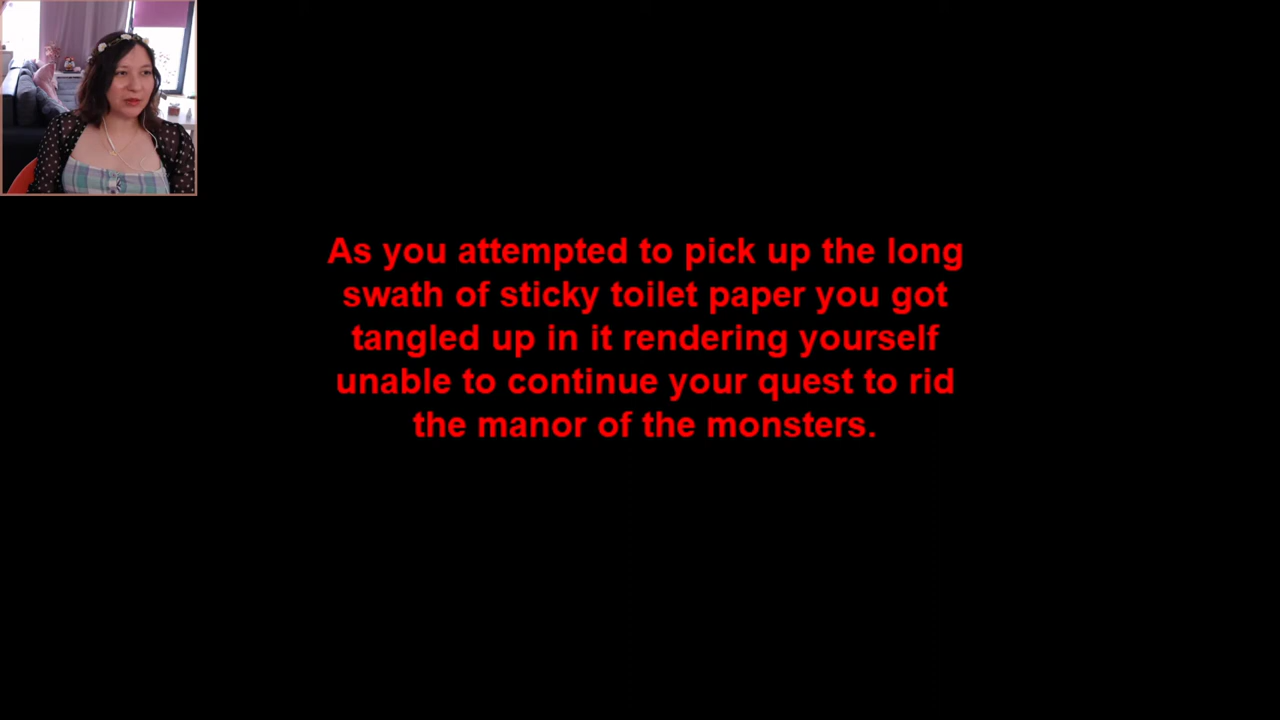 As you attempted to pick up the long
swath of sticky toilet paper you got
tangled up in it rendering yourself
unable to continue your quest to rid
the manor of the monsters.